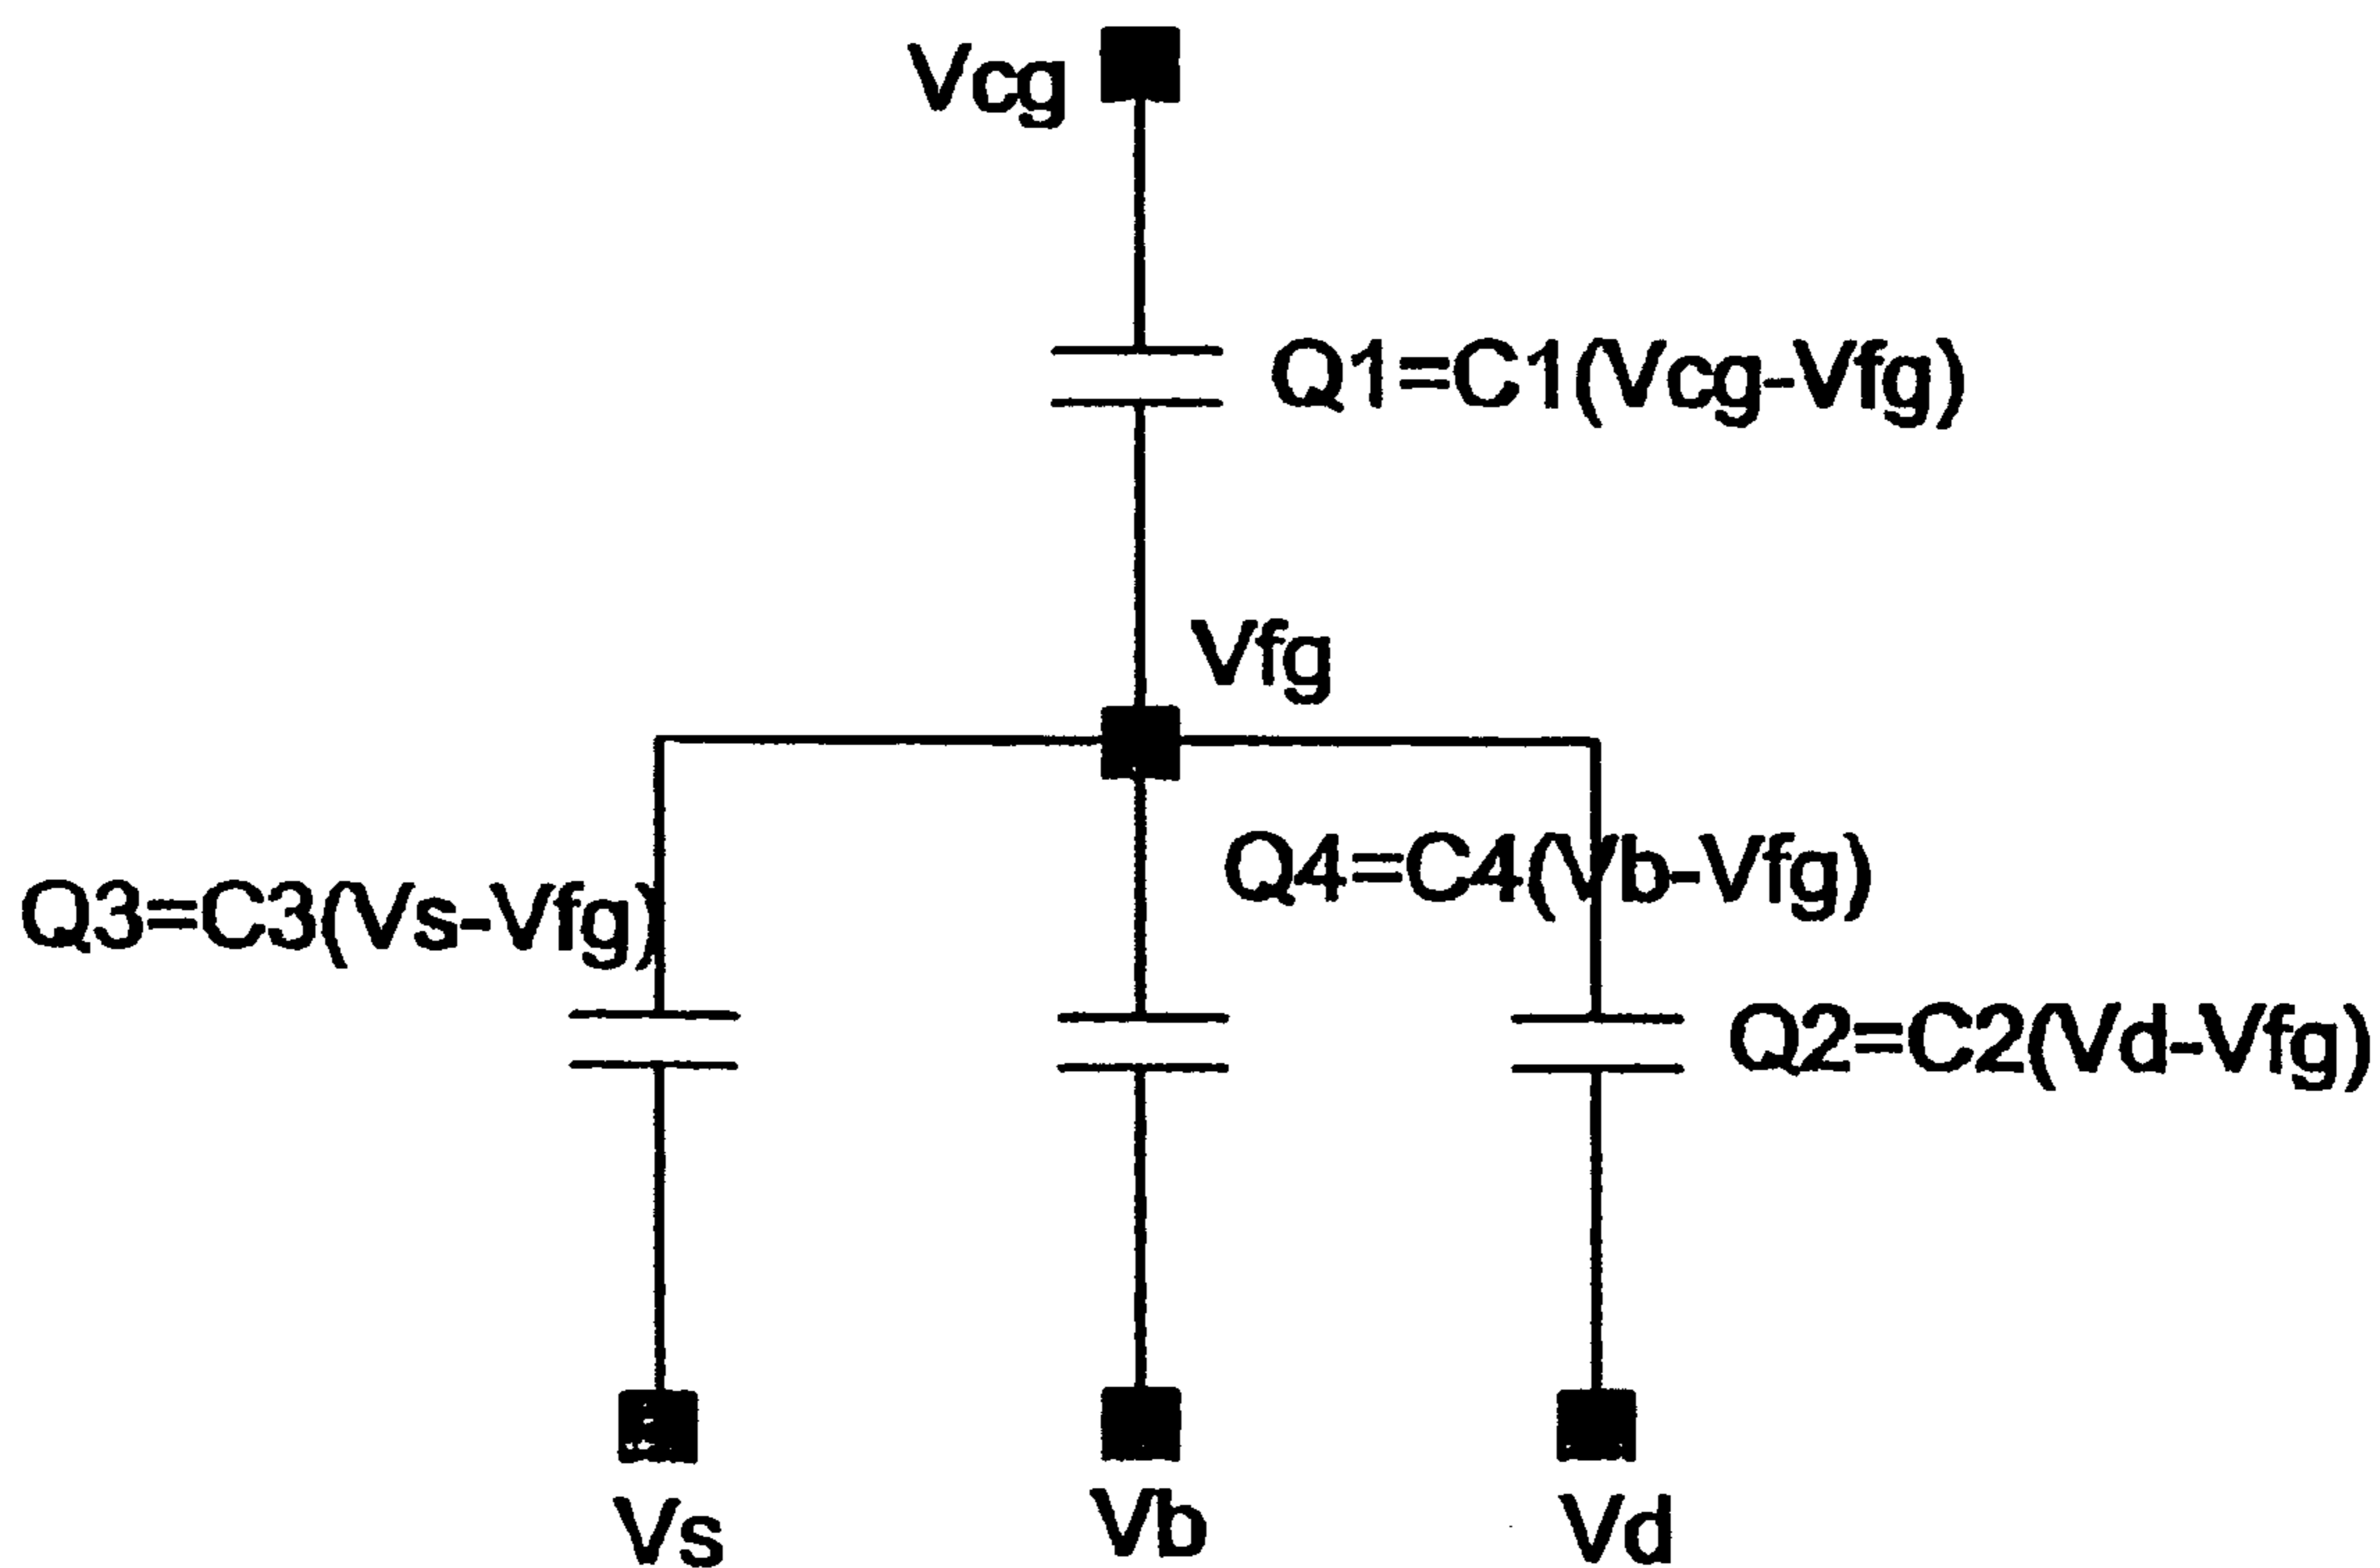 Vcg
Q1=C1(Vcg-Vfg)
Vfg
Q4=C4(Vb-Vfg)
Q3=C3(Vs-Vfg)
Q2=C2(Vd-Vfg)
Vs
Vb
Vd